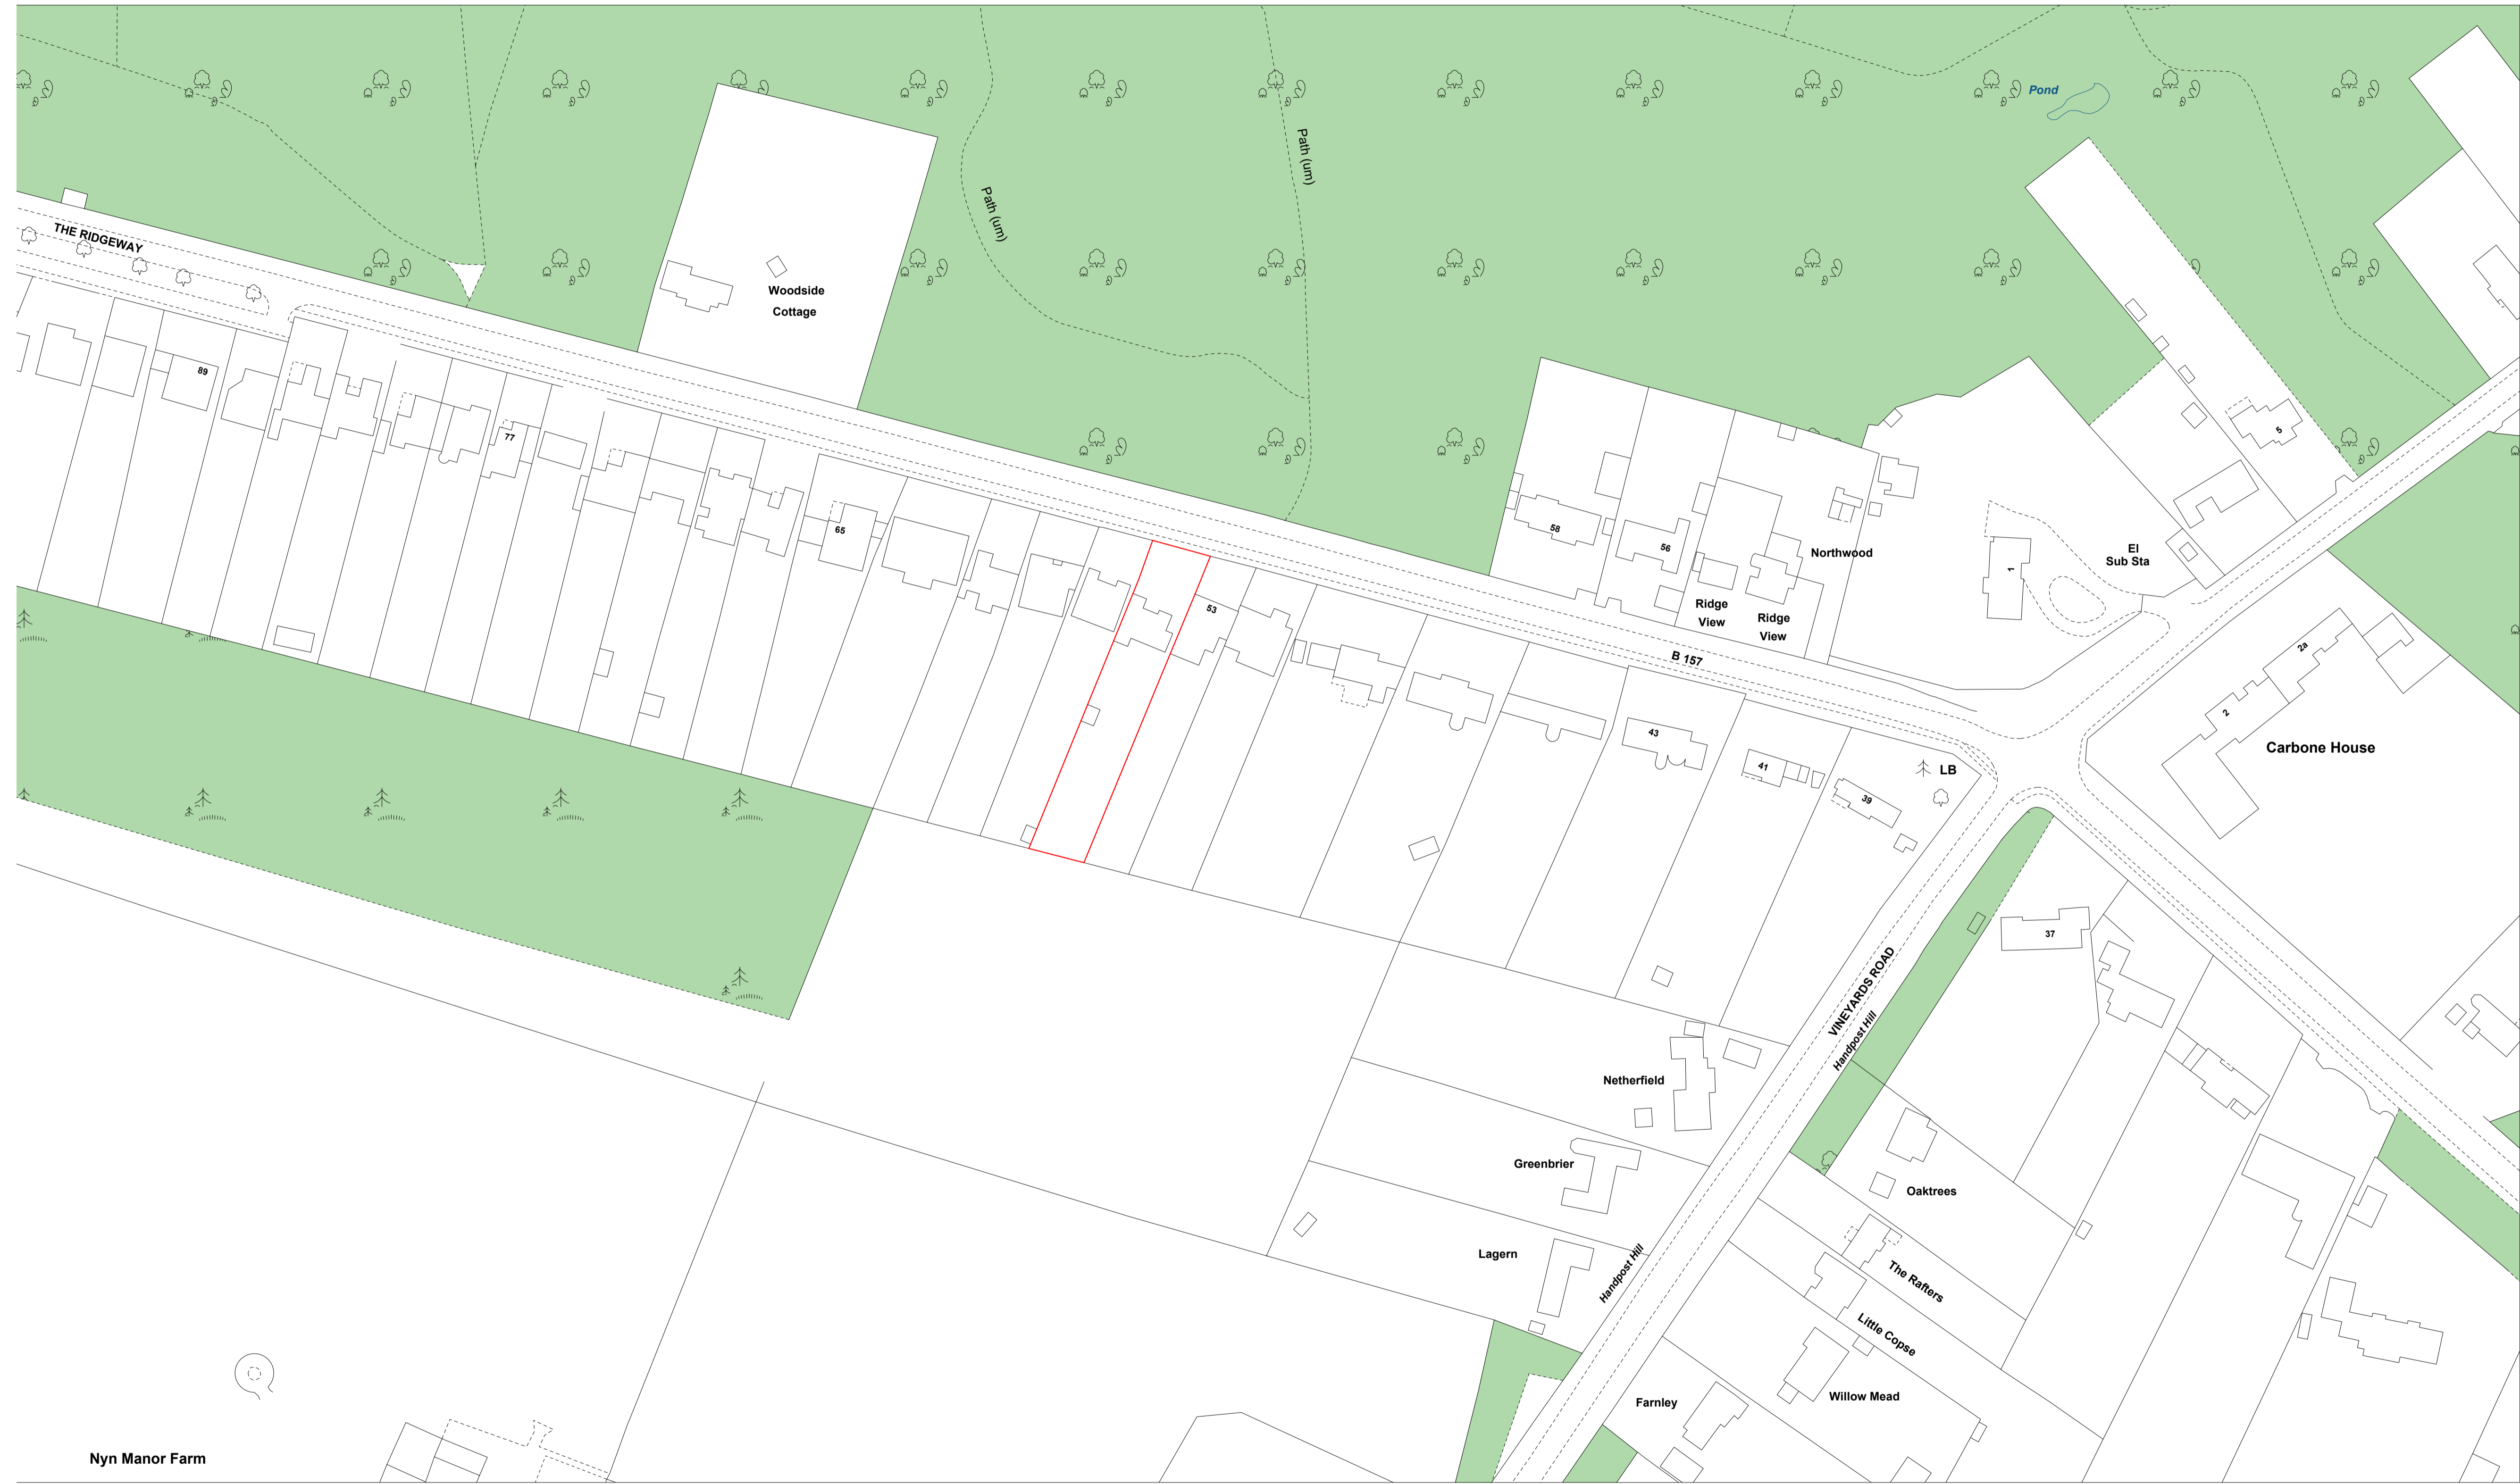 Pond
Path (um)
Path (um)
THE RIDGEWAY
Woodside
Cottage
89
77
65
5
58
56
Northwood
El
Sub Sta
1
Ridge
View
Ridge
View
53
B 157
2a
2
Carbone House
43
41
39
LB
37
VINEYARDS ROAD
Handpost Hill
Netherfield
Greenbrier
Oaktrees
Lagern
Handpost Hill
The Rafters
Little Copse
Willow Mead
Farnley
Nyn Manor Farm